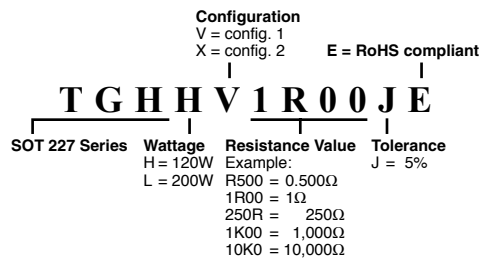 Configuration
V = config. 1
X = config. 2
E = RoHS compliant
T G H H V 1 R 0 0 J E
SOT 227 Series
Wattage
H = 120W
L = 200W
Resistance Value
Example:
R500 = 0.500Ω
1R00 = 1Ω
250R = 250Ω
1K00 = 1,000Ω
10K0 = 10,000Ω
Tolerance
J = 5%